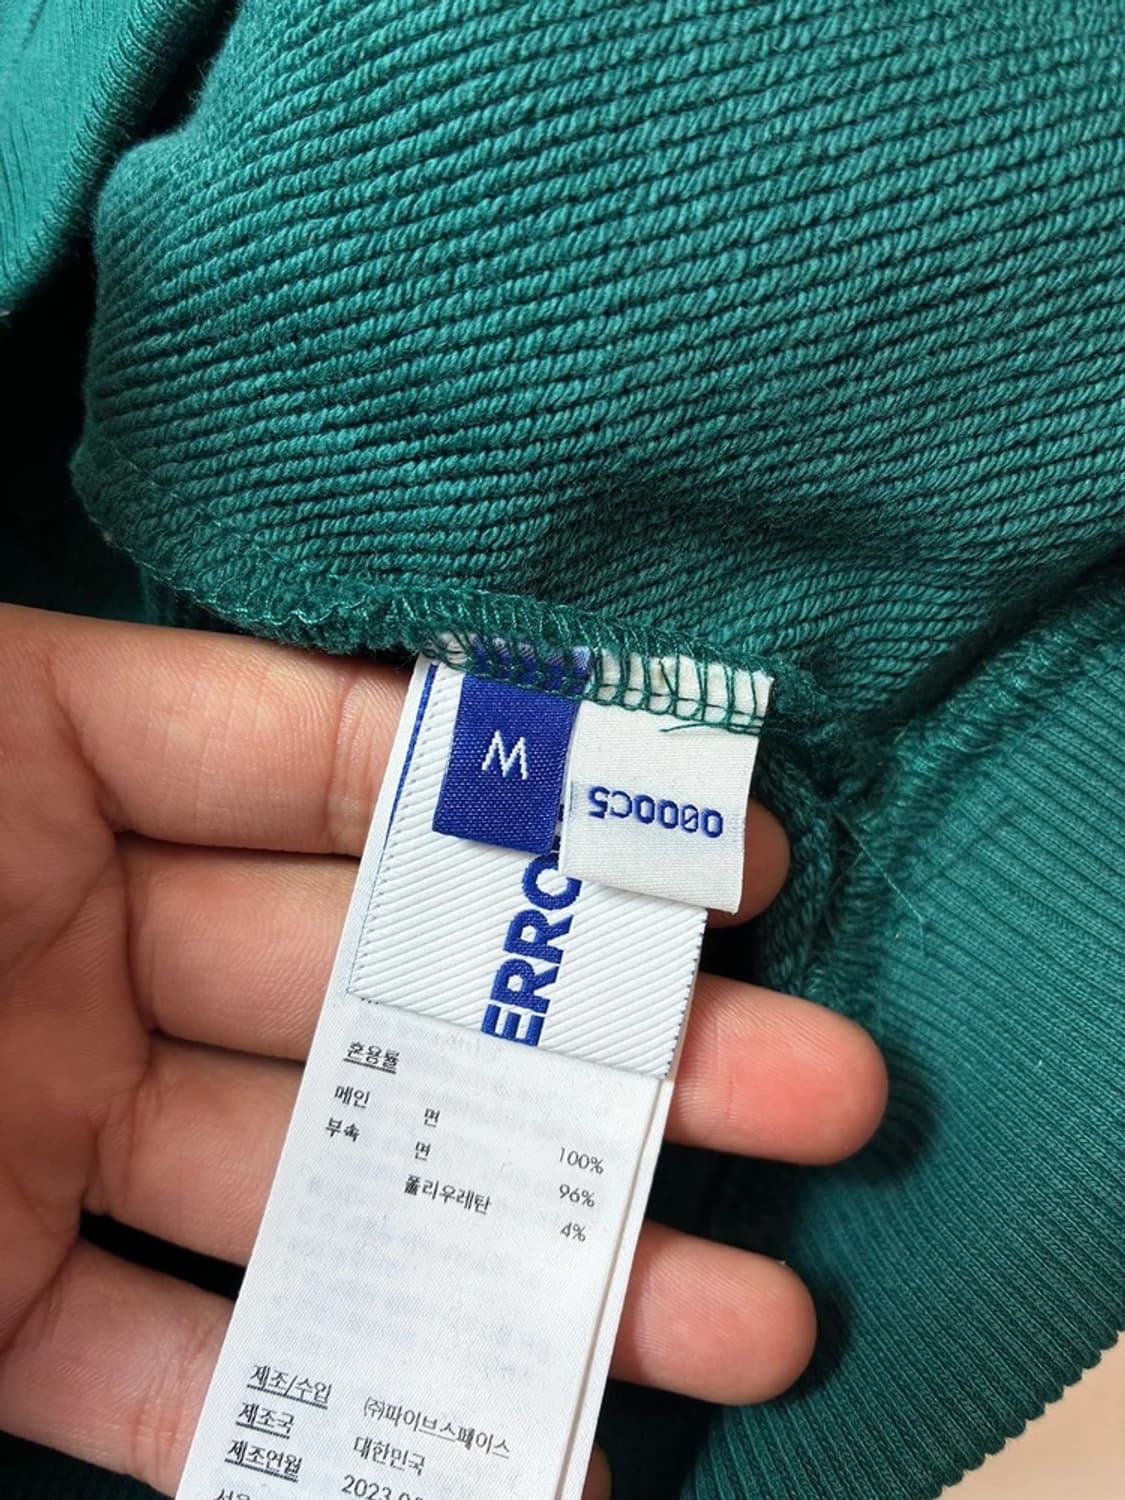 M
0000C5
ERRO
혼용률
메인 면 100%
부속 면 96%
폴리우레탄 4%
제조/수입 ㈜파이브스페이스
제조국 대한민국
제조연월 2023.0